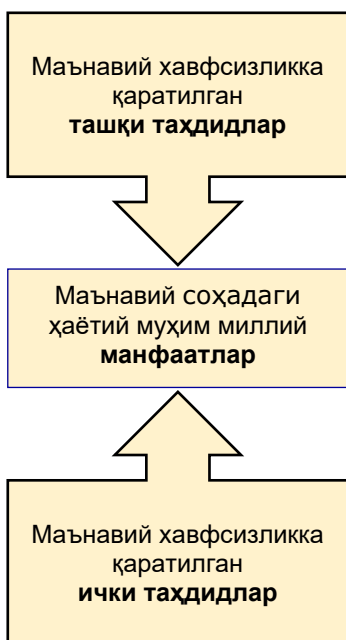 Маънавий хавфсизликка
қаратилган
ташқи таҳдидлар
Маънавий соҳадаги
ҳаётий муҳим миллий
манфаатлар
Маънавий хавфсизликка
қаратилган
ички таҳдидлар